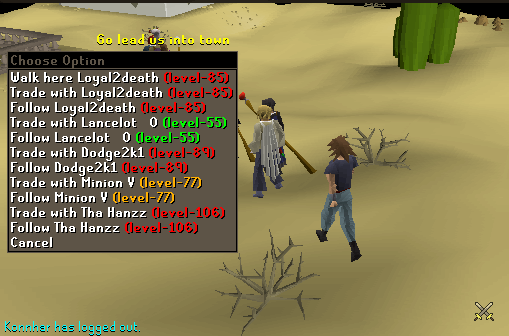 Go lead us into town
Choose Option
Walk here Loyal2death (level-85)
Trade with Loyal2death (level-85)
Follow Loyal2death (level-85)
Trade with Lancelot O (level-55)
Follow Lancelot O (level-55)
Trade with Dodge2k1 (level-89)
Follow Dodge2k1 (level-89)
Trade with Minion V (level-77)
Follow Minion V (level-77)
Trade with Tha Hanzz (level-106)
Follow Tha Hanzz (level-106)
Cancel
Kornhar has logged out.